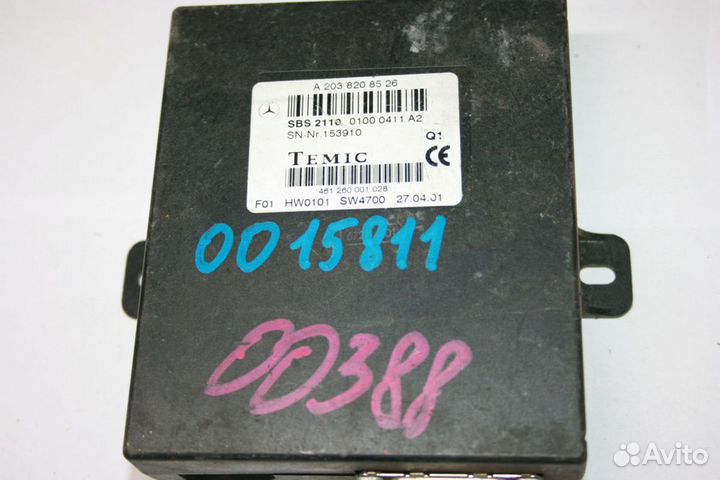 A 203 820 85 26
SBS 2110 0100 0411 A2
SN-Nr.153910
Q1
TEMIC
CE
461 260 001 028
F01 HW0101 SW4700 27.04.01
0015811
00388
Avito